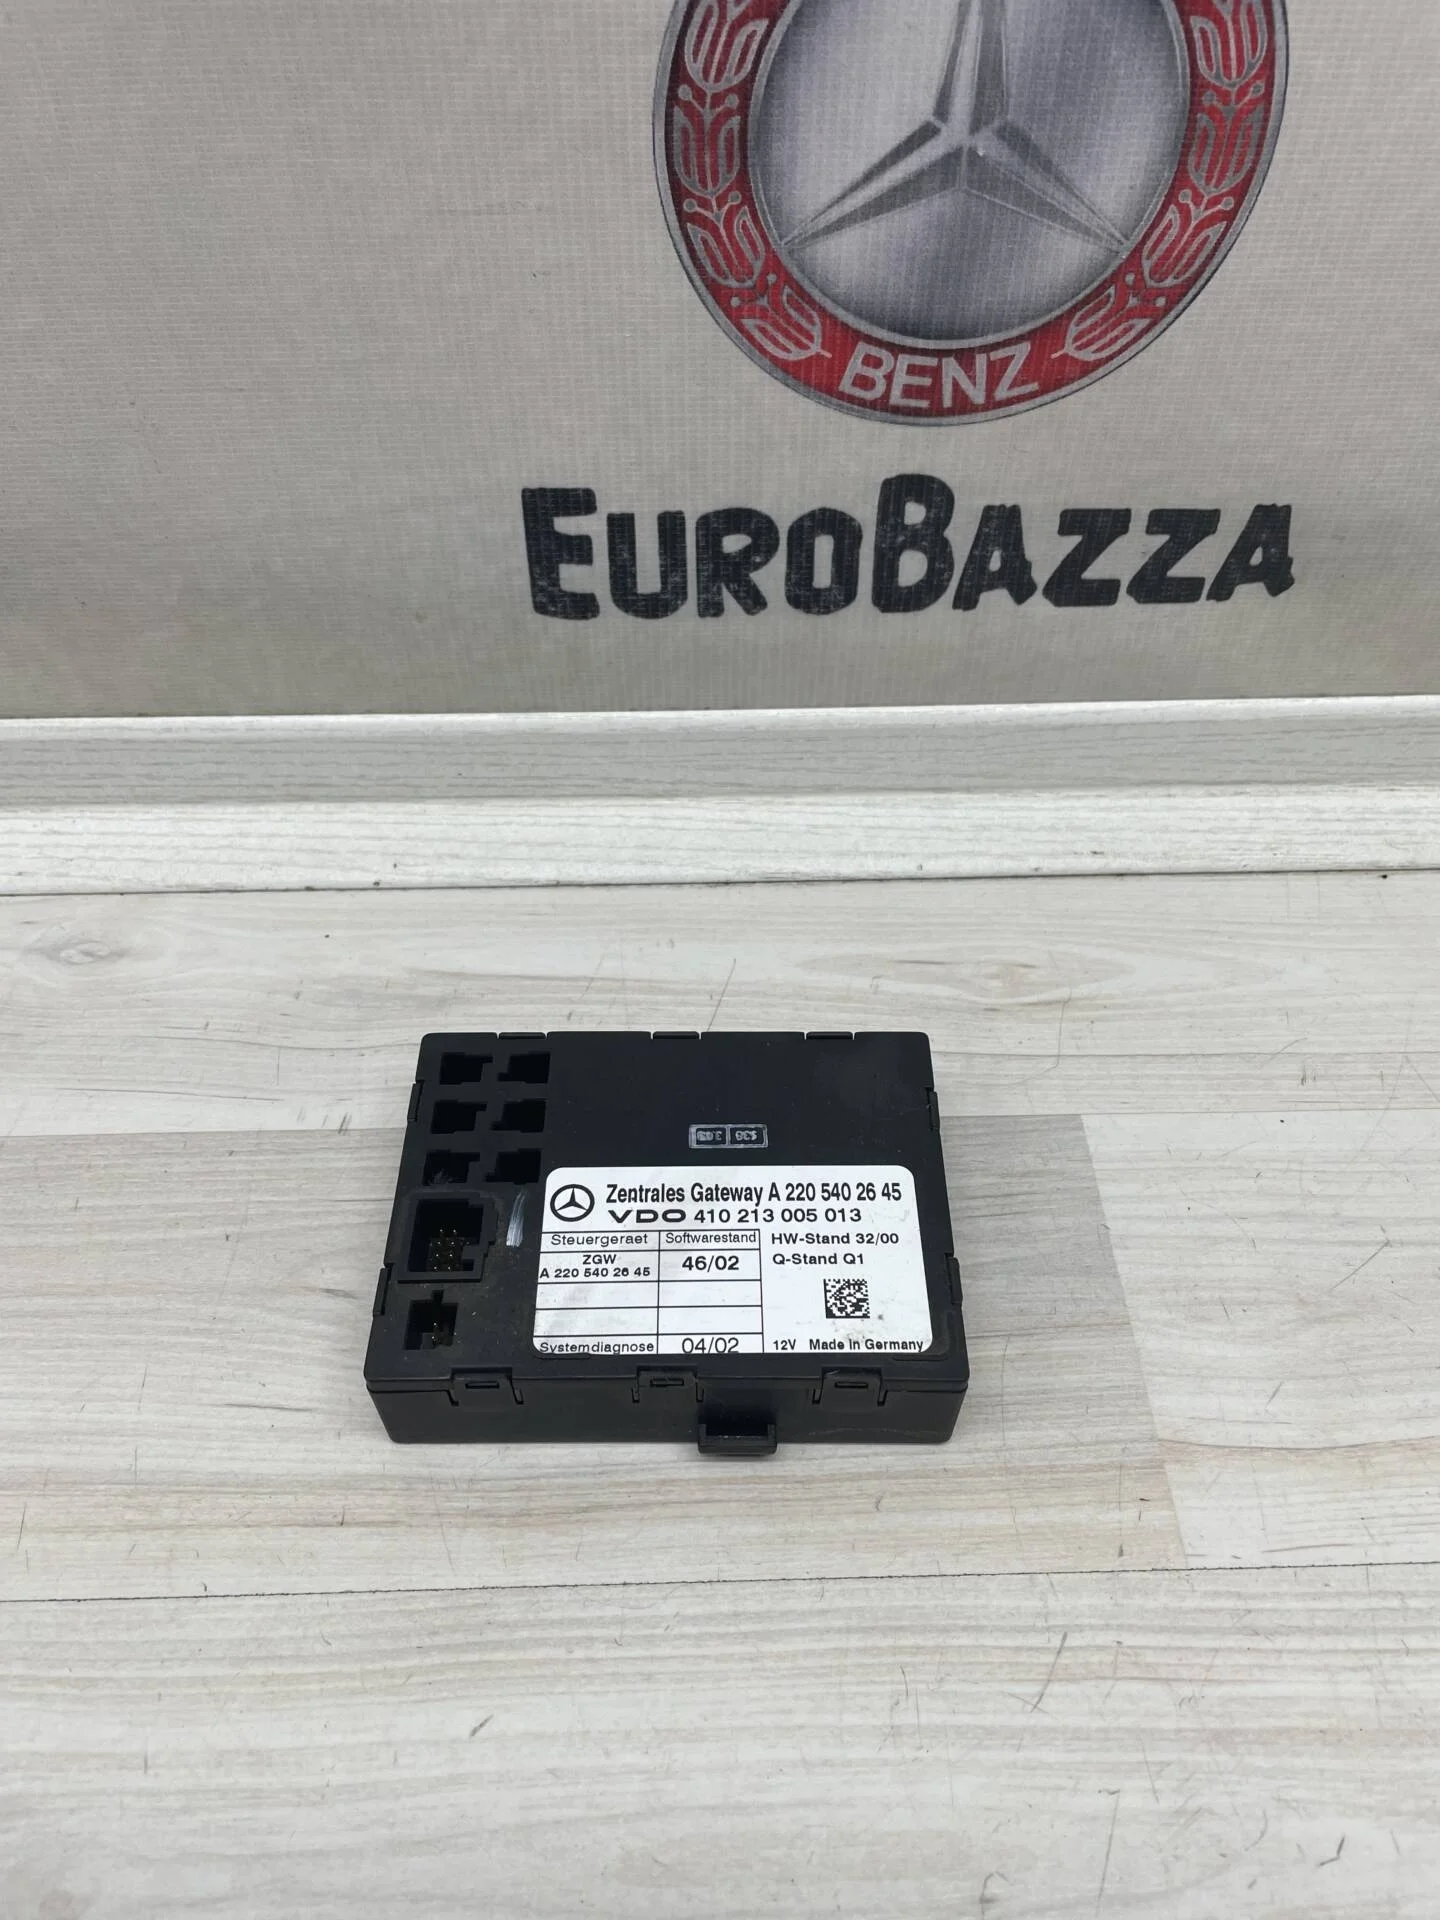 BENZ
EUROBAZZA
Zentrales Gateway A 220 540 26 45
VDO 410 213 005 013
Steuergeraet Softwarestand HW-Stand 32/00
ZGW 46/02 Q-Stand Q1
A 220 540 26 45
Systemdiagnose 04/02 12V Made in Germany